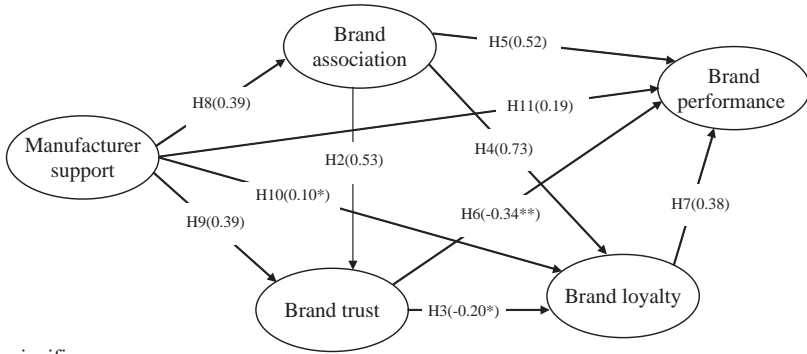 Brand
association
H5(0.52)
Brand
performance
H8(0.39)
H11(0.19)
Manufacturer
support
H2(0.53)
H4(0.73)
H10(0.10*)
H6(-0.34**)
H7(0.38)
H9(0.39)
Brand trust
H3(-0.20*)
Brand loyalty